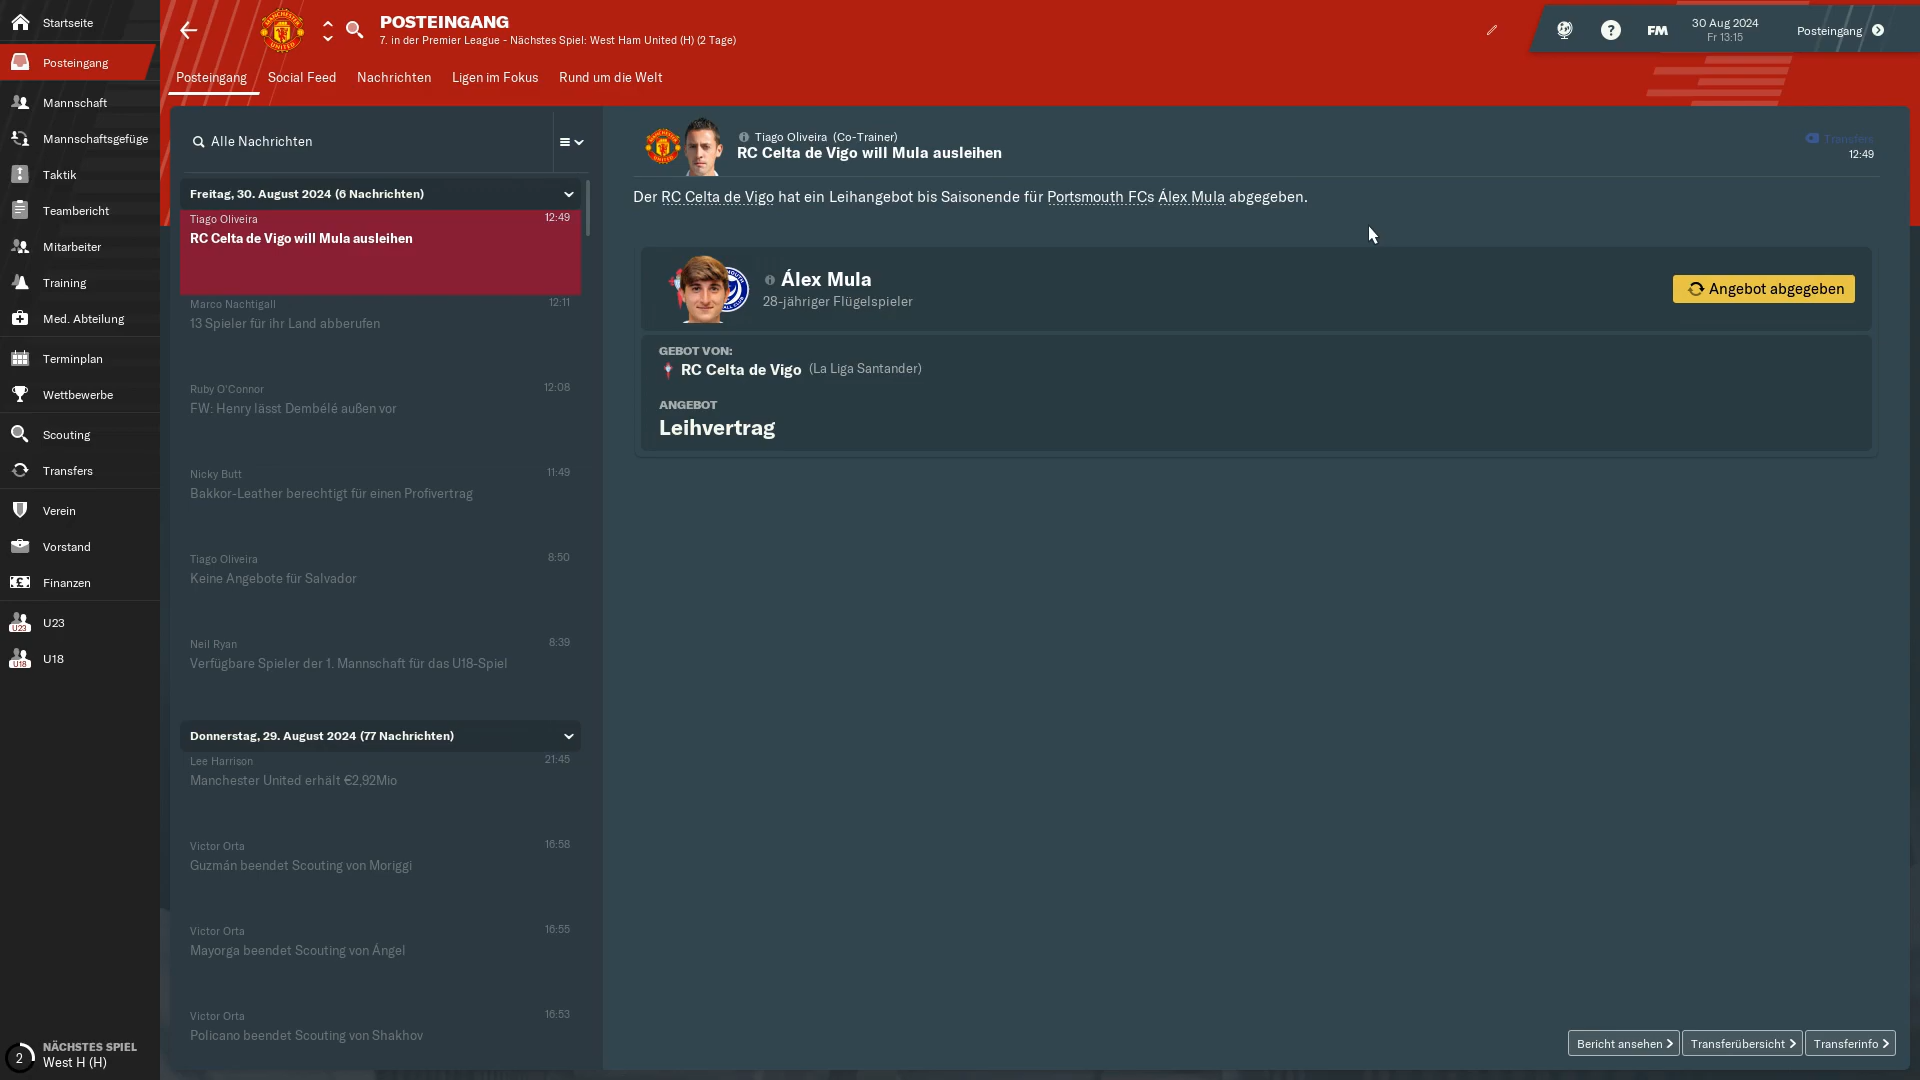 Startseite
Posteingang
Mannschaft
Mannschaftsgefüge
Taktik
Teambericht
Mitarbeiter
Training
Med. Abteilung
Terminplan
Wettbewerbe
Scouting
Transfers
Verein
Vorstand
Finanzen
U23
U23
U18
U18
2
NÄCHSTES SPIEL
West H (H)
POSTEINGANG
7. in der Premier League - Nächstes Spiel: West Ham United (H) (2 Tage)
?
FM
30 Aug 2024
Fr 13:15
Posteingang
Posteingang
Social Feed
Nachrichten
Ligen im Fokus
Rund um die Welt
Alle Nachrichten
Freitag, 30. August 2024 (6 Nachrichten)
Tiago Oliveira 12:49
RC Celta de Vigo will Mula ausleihen
Marco Nachtigall 12:11
13 Spieler für ihr Land abberufen
Ruby O'Connor 12:08
FW: Henry lässt Dembélé außen vor
Nicky Butt 11:49
Bakkor-Leather berechtigt für einen Profivertrag
Tiago Oliveira 8:50
Keine Angebote für Salvador
Neil Ryan 8:39
Verfügbare Spieler der 1. Mannschaft für das U18-Spiel
Donnerstag, 29. August 2024 (77 Nachrichten)
Lee Harrison 21:45
Manchester United erhält €2,92Mio
Victor Orta 16:58
Guzmán beendet Scouting von Moriggi
Victor Orta 16:55
Mayorga beendet Scouting von Ángel
Victor Orta 16:53
Policano beendet Scouting von Shakhov
Tiago Oliveira (Co-Trainer)
RC Celta de Vigo will Mula ausleihen
Transfers
12:49
Der RC Celta de Vigo hat ein Leihangebot bis Saisonende für Portsmouth FCs Álex Mula abgegeben.
Álex Mula
28-jähriger Flügelspieler
Angebot abgegeben
GEBOT VON:
RC Celta de Vigo (La Liga Santander)
ANGEBOT
Leihvertrag
Bericht ansehen
Transferübersicht
Transferinfo